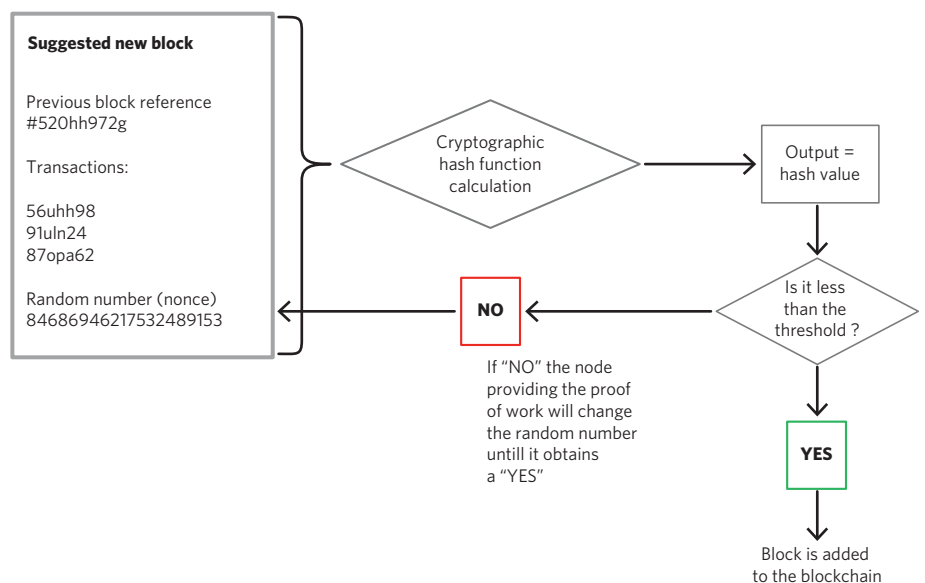 Suggested new block
Previous block reference
#520hh972g
Transactions:
56uhh98
91uln24
87opa62
Random number (nonce)
84686946217532489153
Cryptographic
hash function
calculation
Output =
hash value
Is it less
than the
threshold ?
NO
If “NO” the node
providing the proof
of work will change
the random number
untill it obtains
a “YES”
YES
Block is added
to the blockchain